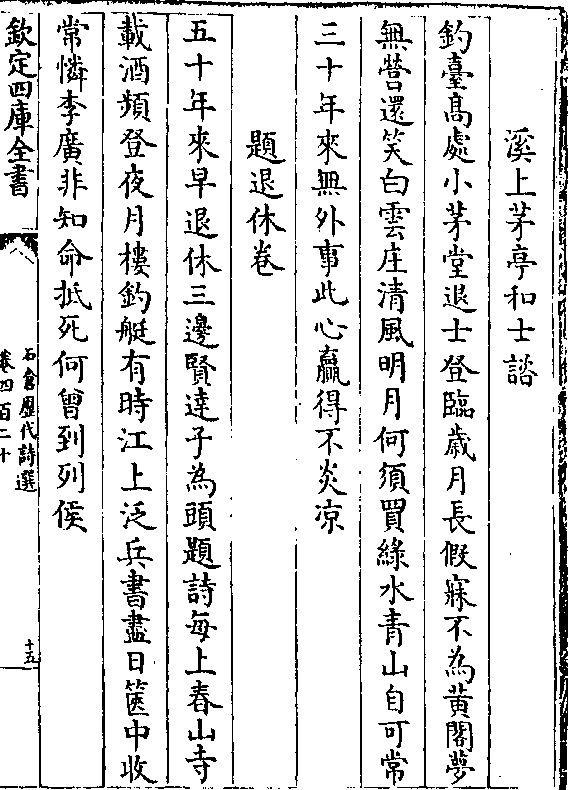 溪上茅亭和士諮
釣臺髙處小茅堂退士登臨歲月長假寐不為黃閣夢
無營還笑白雲庄清風明月何須買綠水青山自可常
三十年來無外事此心贏得不炎凉
題退休卷
五十年來早退休三邊賢達子為頭題詩每上春山寺
載酒頻登夜月樓釣艇有時江上泛兵書盡日篋中收
常憐李廣非知命抵死何曾到列侯
欽定四庫全書
石倉歷代詩選
卷四百二十
十五